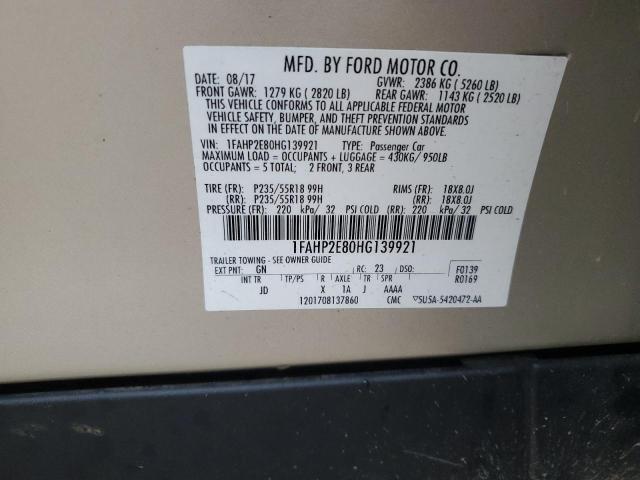 MFD. BY FORD MOTOR CO.
DATE: 08/17 GVWR: 2386 KG ( 5260 LB)
FRONT GAWR: 1279 KG ( 2820 LB) REAR GAWR: 1143 KG ( 2520 LB)
THIS VEHICLE CONFORMS TO ALL APPLICABLE FEDERAL MOTOR
VEHICLE SAFETY, BUMPER, AND THEFT PREVENTION STANDARDS
IN EFFECT ON THE DATE OF MANUFACTURE SHOWN ABOVE.
VIN: 1FAHP2E80HG139921 TYPE: Passenger Car
MAXIMUM LOAD = OCCUPANTS + LUGGAGE = 430KG/ 950LB
OCCUPANTS = 5 TOTAL; 2 FRONT, 3 REAR
TIRE (FR): P235/55R18 99H RIMS (FR): 18X8.0J
(RR): P235/55R18 99H (RR): 18X8.0J
PRESSURE (FR): 220 kPa/ 32 PSI COLD (RR): 220 kPa/ 32 PSI COLD
1FAHP2E80HG139921
TRAILER TOWING - SEE OWNER GUIDE
EXT PNT: GN RC: 23 DSO: F0139
INT TR TP/PS R AXLE TR SPR R0169
JD X 1A J AAAA
1201708137860 CMC ▽5U5A-5420472-AA